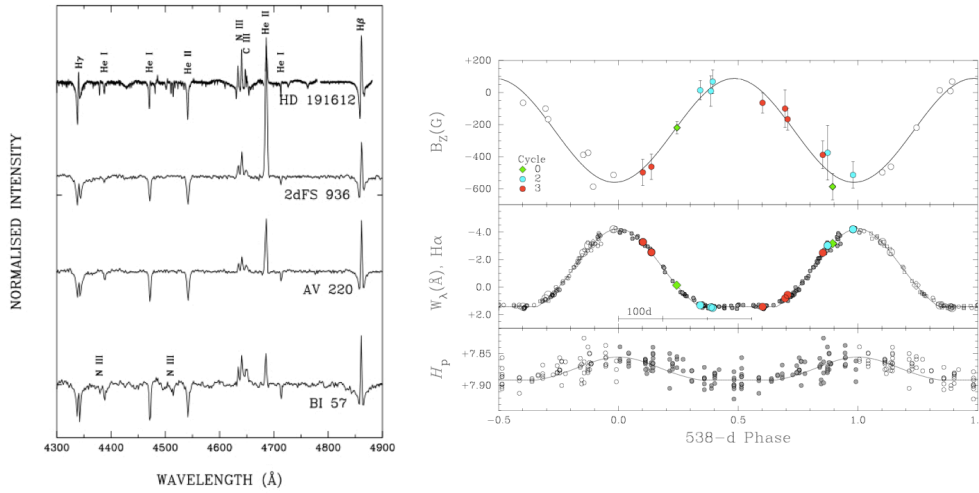 Hγ
He I
He I
He II
N III
C III
He II
He I
Hβ
HD 191612
2dFS 936
AV 220
N III
N III
BI 57
NORMALISED INTENSITY
4300 4400 4500 4600 4700 4800 4900
WAVELENGTH (Å)
B_Z(G)
+200
0
−200
−400
−600
Cycle
0
2
3
W_λ(Å), Hα
−4.0
−2.0
0.0
+2.0
100d
H_p
+7.85
+7.90
−0.5 0.0 0.5 1.0 1.5
538-d Phase